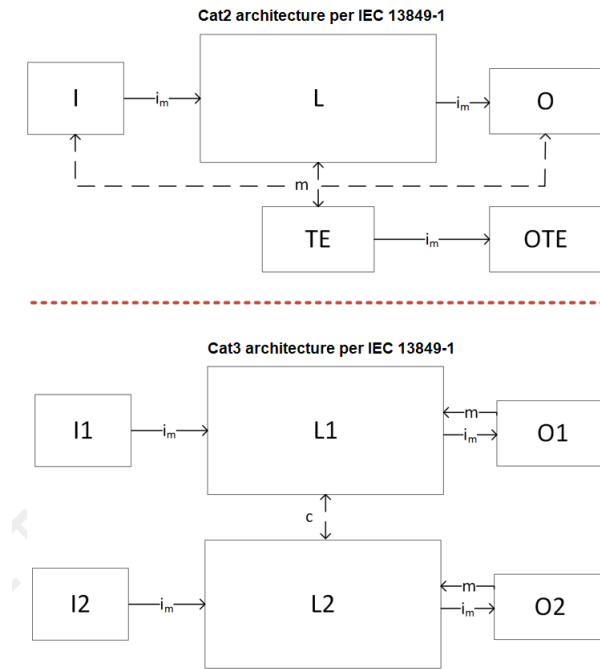 Cat2 architecture per IEC 13849-1
I
iₘ
L
iₘ
O
m
TE
iₘ
OTE
Cat3 architecture per IEC 13849-1
I1
iₘ
L1
m
iₘ
O1
c
I2
iₘ
L2
m
iₘ
O2